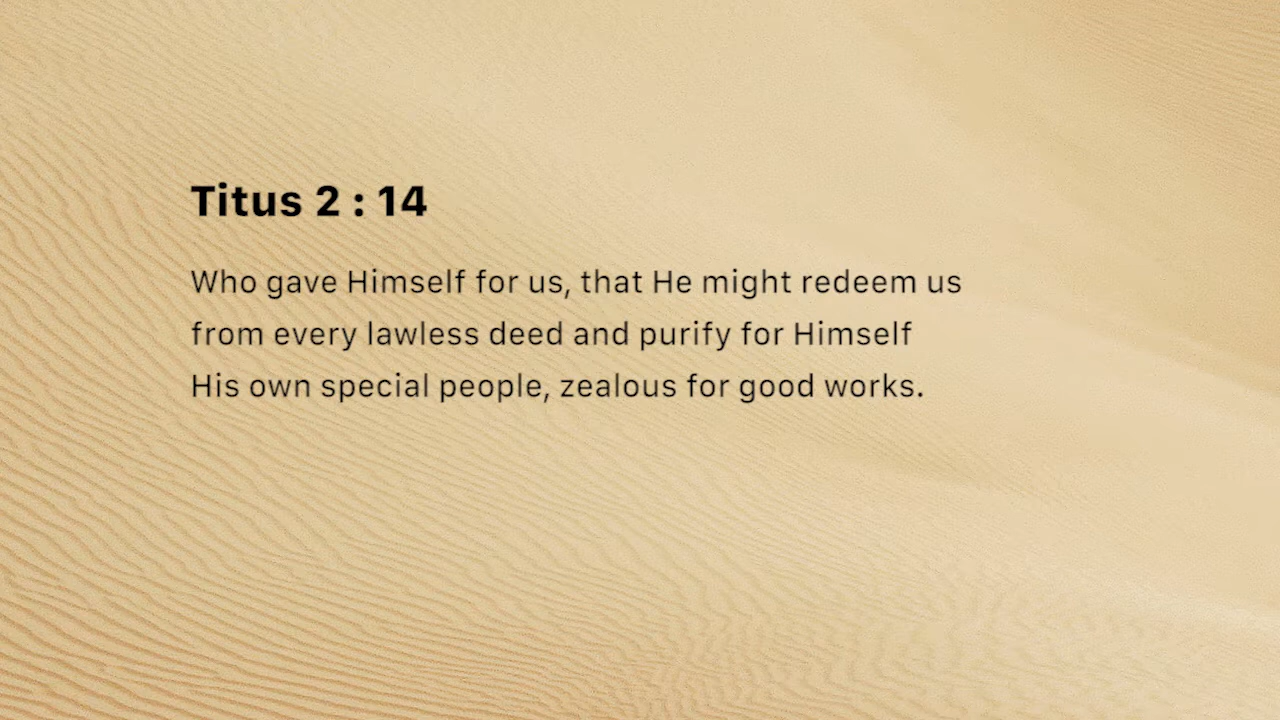 Titus 2 : 14
Who gave Himself for us, that He might redeem us
from every lawless deed and purify for Himself
His own special people, zealous for good works.